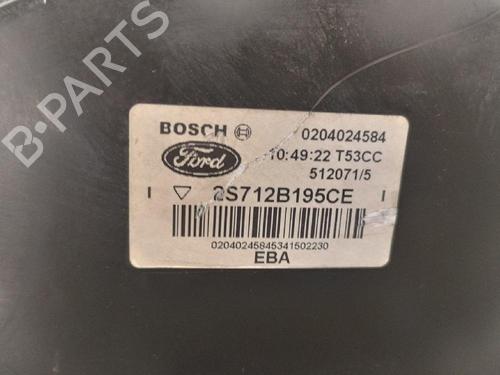 B-PARTS
BOSCH 0204024584
Ford 10:49:22 T53CC
512071/5
I 2S712B195CE I
02040245845341502230
EBA